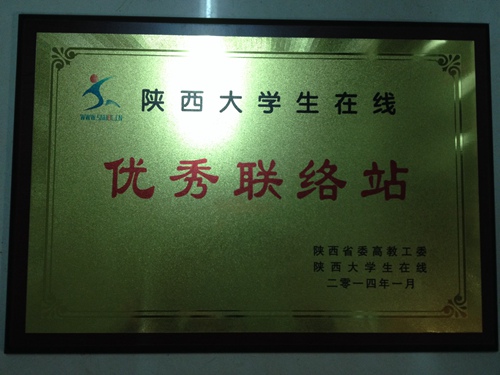 陕西大学生在线
优秀联络站
陕西省委高教工委
陕西大学生在线
二零一四年一月